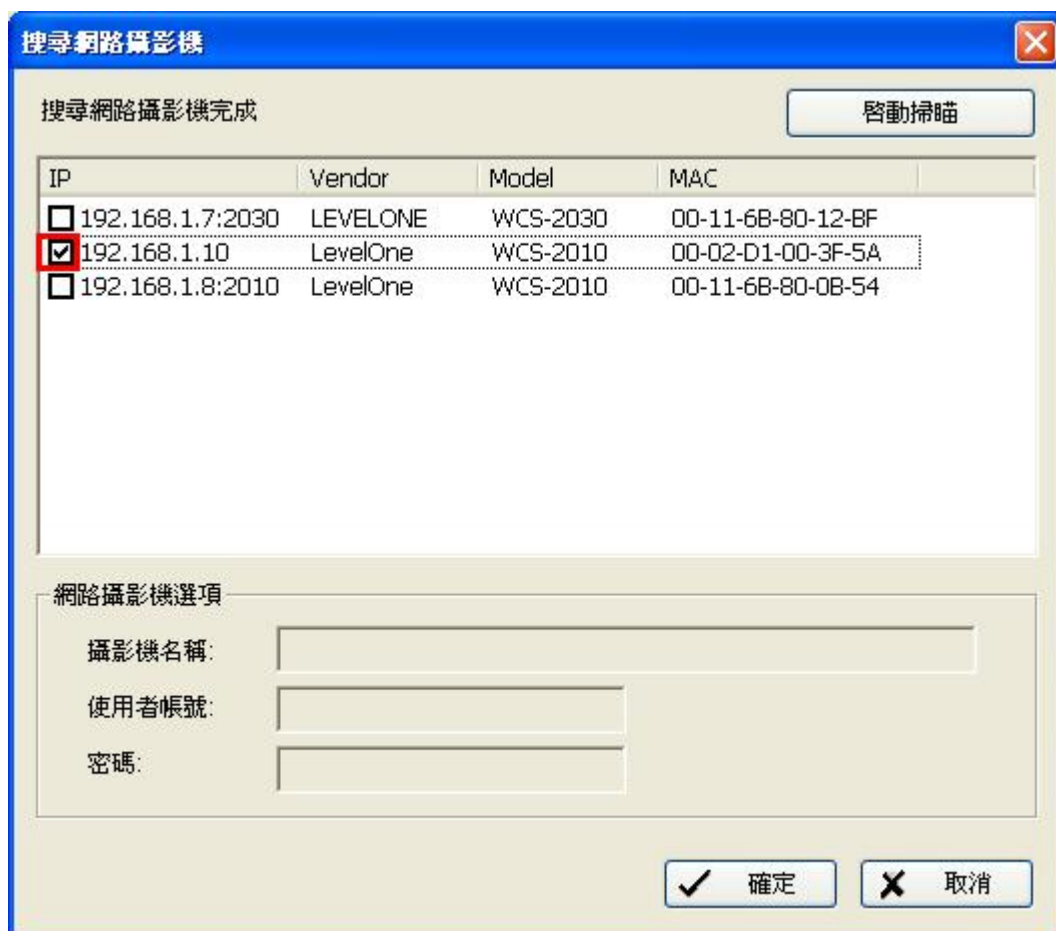 搜尋網路攝影機
搜尋網路攝影機完成 啓動掃瞄
IP Vendor Model MAC
192.168.1.7:2030 LEVELONE WCS-2030 00-11-6B-80-12-BF
192.168.1.10 LevelOne WCS-2010 00-02-D1-00-3F-5A
192.168.1.8:2010 LevelOne WCS-2010 00-11-6B-80-0B-54
網路攝影機選項
攝影機名稱:
使用者帳號:
密碼:
確定 取消